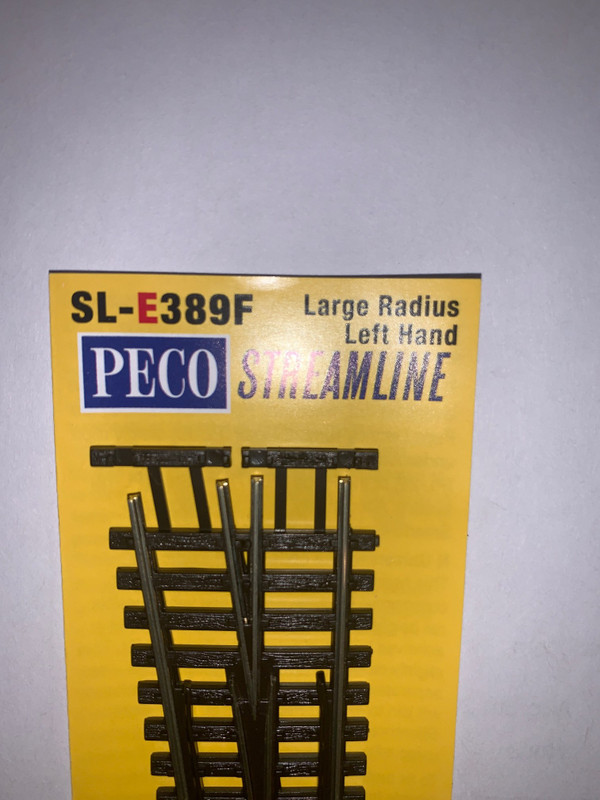 SL-E389F
Large Radius
Left Hand
PECO STREAMLINE